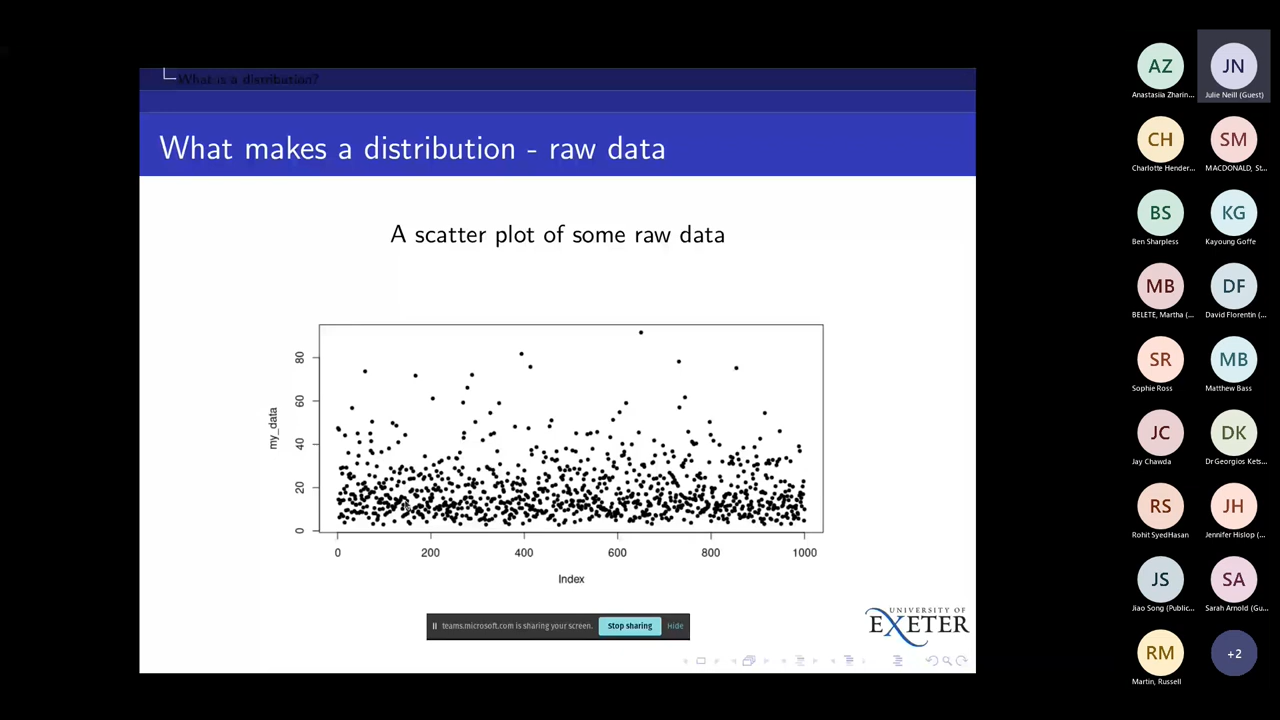 What is a distribution?
What makes a distribution - raw data
A scatter plot of some raw data
my_data
80
60
40
20
0
0 200 400 600 800 1000
Index
teams.microsoft.com is sharing your screen. Stop sharing Hide
UNIVERSITY OF
EXETER
AZ JN
Anastasiia Zharin... Julie Neill (Guest)
CH SM
Charlotte Hender... MACDONALD, St...
BS KG
Ben Sharpless Kayoung Goffe
MB DF
BELETE, Martha (... David Florentin (...
SR MB
Sophie Ross Matthew Bass
JC DK
Jay Chawda Dr Georgios Kets...
RS JH
Rohit SyedHasan Jennifer Hislop (...
JS SA
Jiao Song (Public... Sarah Arnold (Gu...
RM +2
Martin, Russell